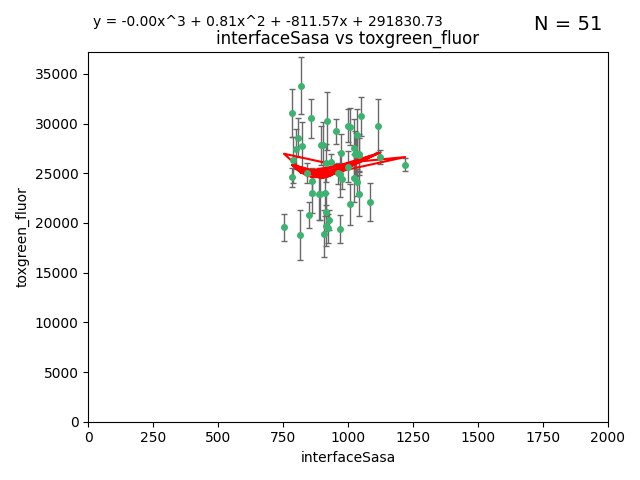 y = -0.00x^3 + 0.81x^2 + -811.57x + 291830.73
N = 51
interfaceSasa vs toxgreen_fluor
35000
30000
25000
20000
15000
10000
5000
0
toxgreen_fluor
0 250 500 750 1000 1250 1500 1750 2000
interfaceSasa